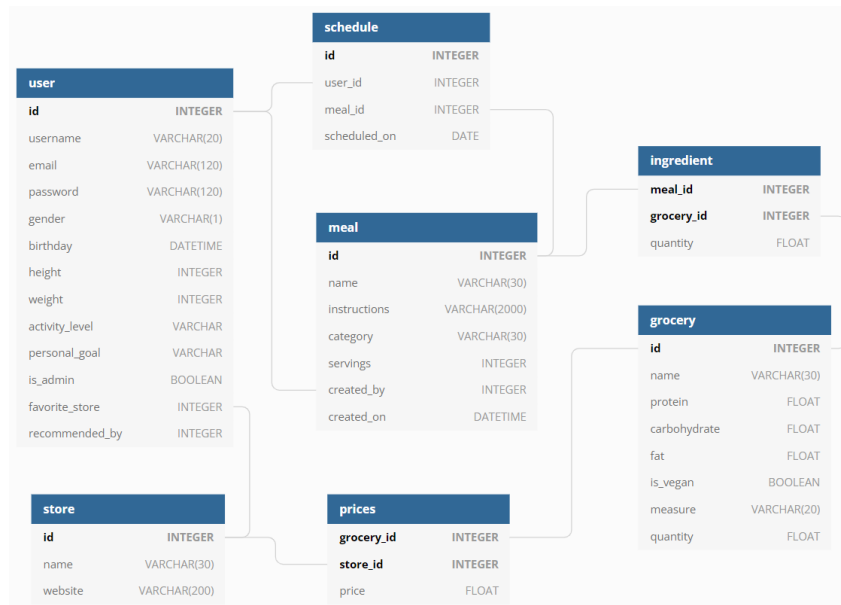 schedule
id INTEGER
user_id INTEGER
meal_id INTEGER
scheduled_on DATE
user
id INTEGER
username VARCHAR(20)
email VARCHAR(120)
password VARCHAR(120)
gender VARCHAR(1)
birthday DATETIME
height INTEGER
weight INTEGER
activity_level VARCHAR
personal_goal VARCHAR
is_admin BOOLEAN
favorite_store INTEGER
recommended_by INTEGER
meal
id INTEGER
name VARCHAR(30)
instructions VARCHAR(2000)
category VARCHAR(30)
servings INTEGER
created_by INTEGER
created_on DATETIME
ingredient
meal_id INTEGER
grocery_id INTEGER
quantity FLOAT
grocery
id INTEGER
name VARCHAR(30)
protein FLOAT
carbohydrate FLOAT
fat FLOAT
is_vegan BOOLEAN
measure VARCHAR(20)
quantity FLOAT
store
id INTEGER
name VARCHAR(30)
website VARCHAR(200)
prices
grocery_id INTEGER
store_id INTEGER
price FLOAT